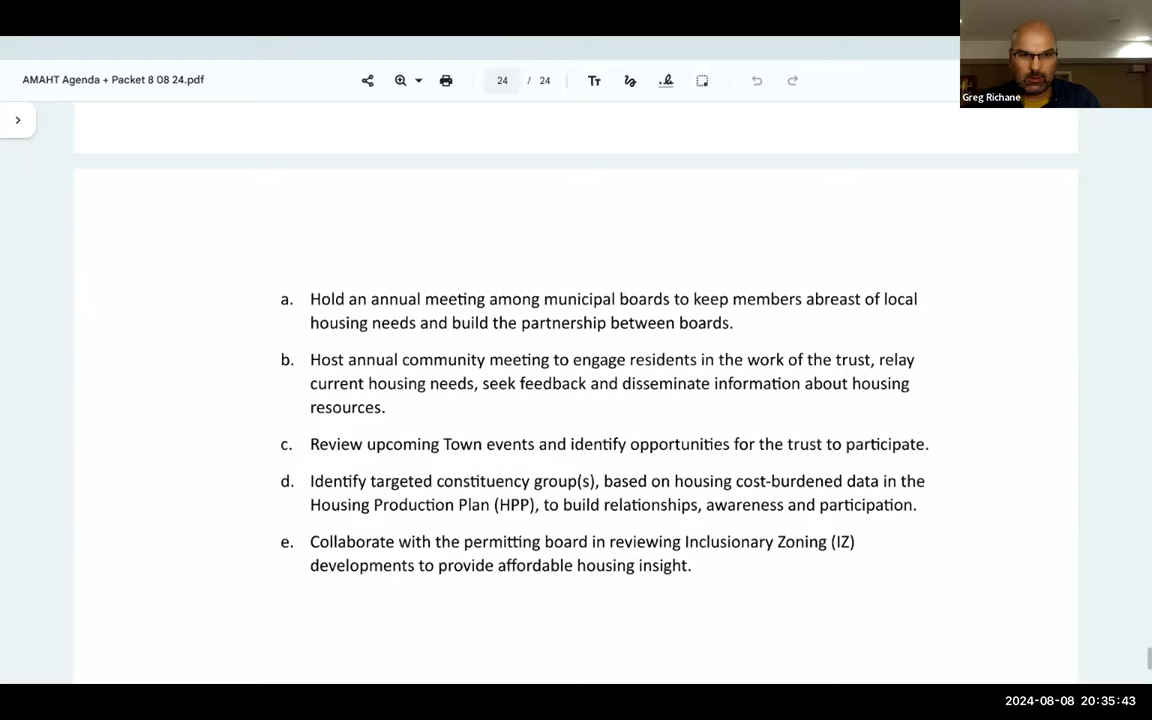 AMAHT Agenda + Packet 8 08 24.pdf
24 / 24
Greg Richane
a. Hold an annual meeting among municipal boards to keep members abreast of local
housing needs and build the partnership between boards.
b. Host annual community meeting to engage residents in the work of the trust, relay
current housing needs, seek feedback and disseminate information about housing
resources.
c. Review upcoming Town events and identify opportunities for the trust to participate.
d. Identify targeted constituency group(s), based on housing cost-burdened data in the
Housing Production Plan (HPP), to build relationships, awareness and participation.
e. Collaborate with the permitting board in reviewing Inclusionary Zoning (IZ)
developments to provide affordable housing insight.
2024-08-08 20:35:43